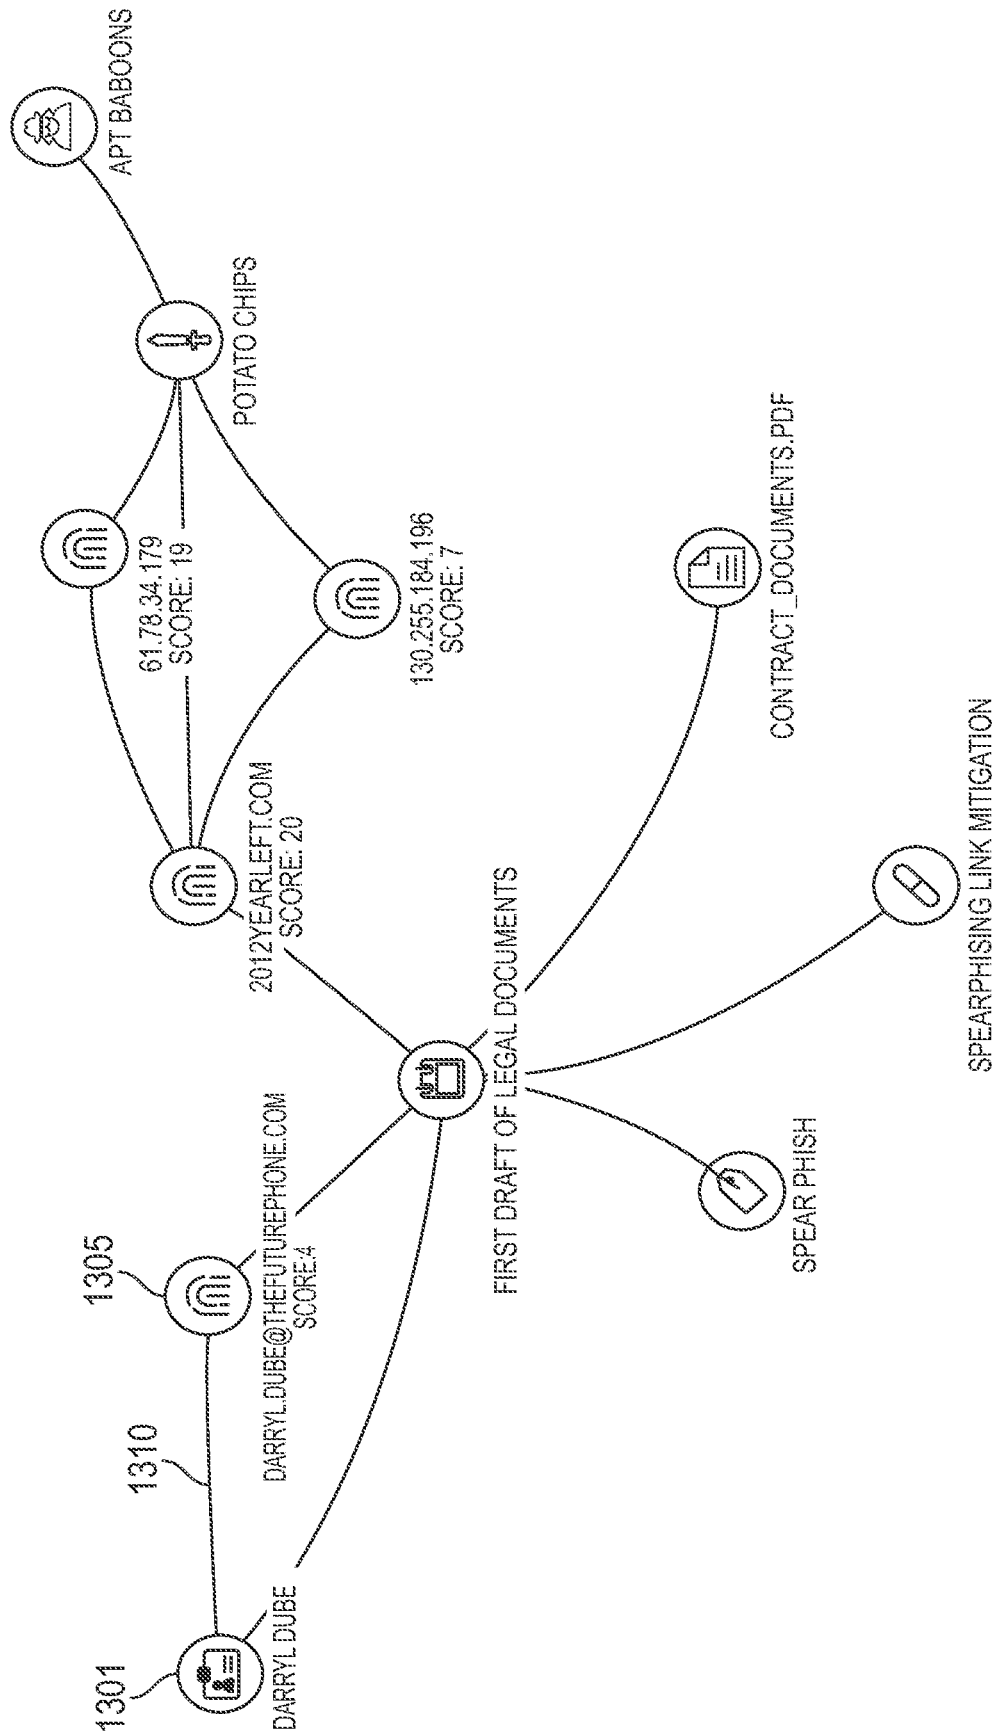 1301
DARRYL DUBE
1310
1305
DARRYL.DUBE@THEFUTUREPHONE.COM
SCORE:4
FIRST DRAFT OF LEGAL DOCUMENTS
SPEAR PHISH
SPEARPHISING LINK MITIGATION
CONTRACT_DOCUMENTS.PDF
2012YEARLEFT.COM
SCORE: 20
61.78.34.179
SCORE: 19
130.255.184.196
SCORE: 7
POTATO CHIPS
APT BABOONS